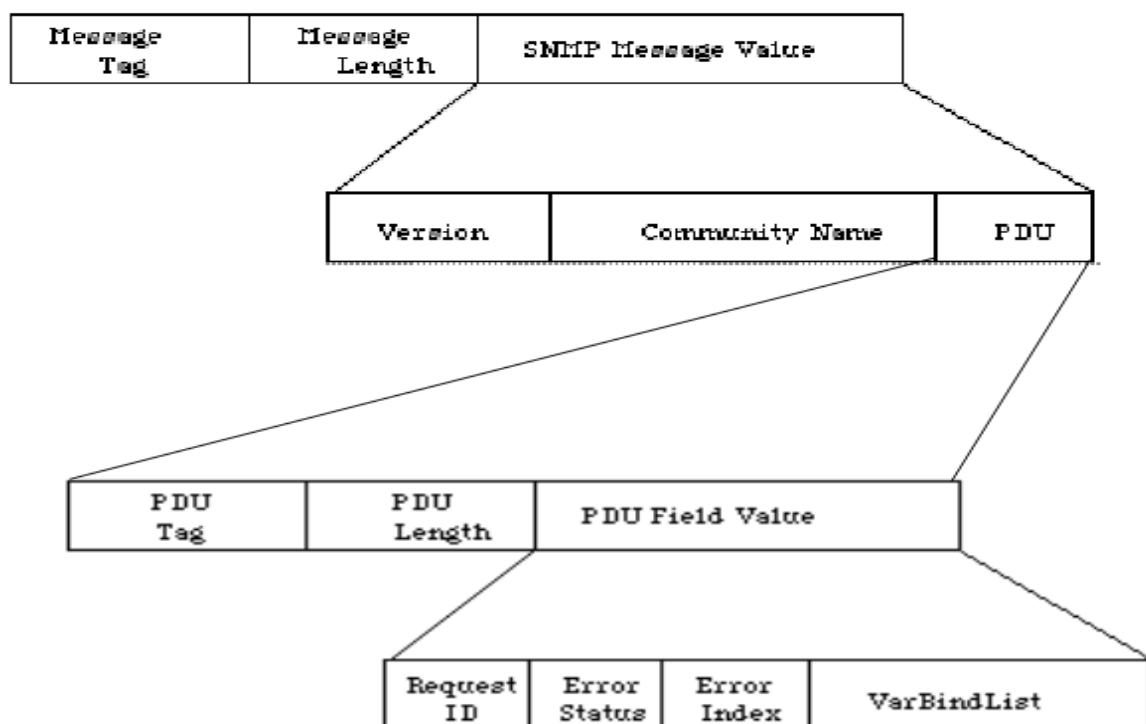 Message Tag
Message Length
SNMP Message Value
Version
Community Name
PDU
PDU Tag
PDU Length
PDU Field Value
Request ID
Error Status
Error Index
VarBindList